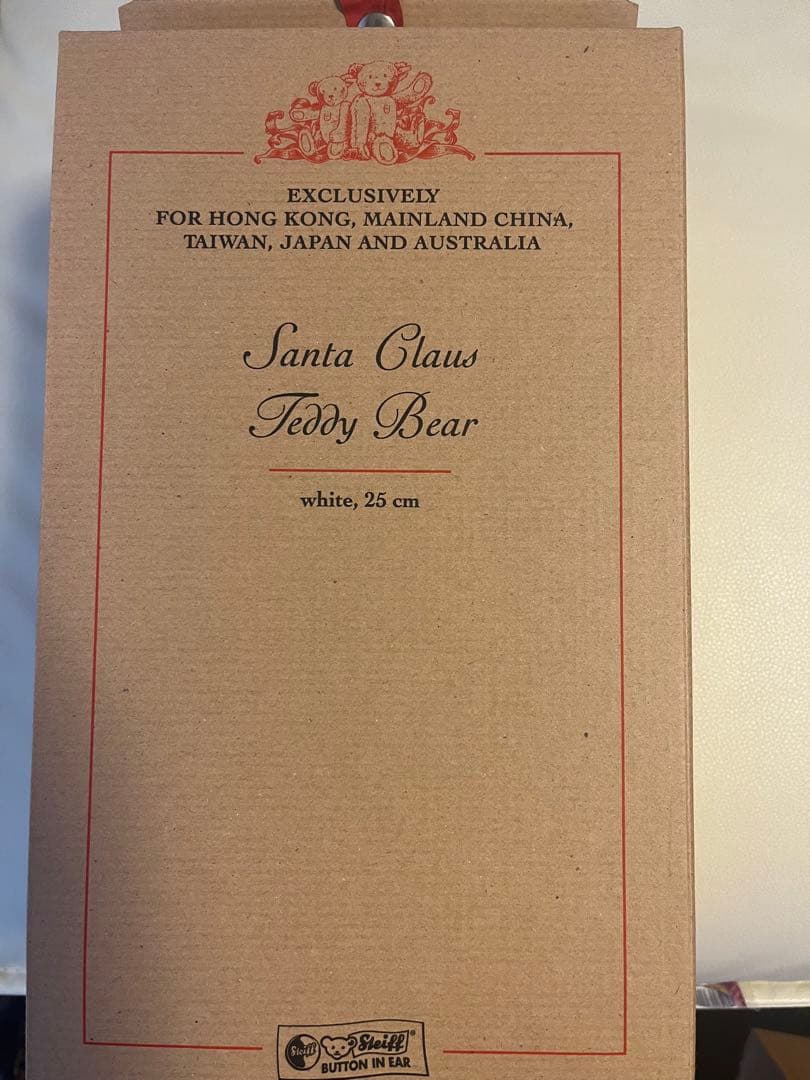 EXCLUSIVELY
FOR HONG KONG, MAINLAND CHINA,
TAIWAN, JAPAN AND AUSTRALIA
Santa Claus
Teddy Bear
white, 25 cm
Steiff
Steiff®
BUTTON IN EAR